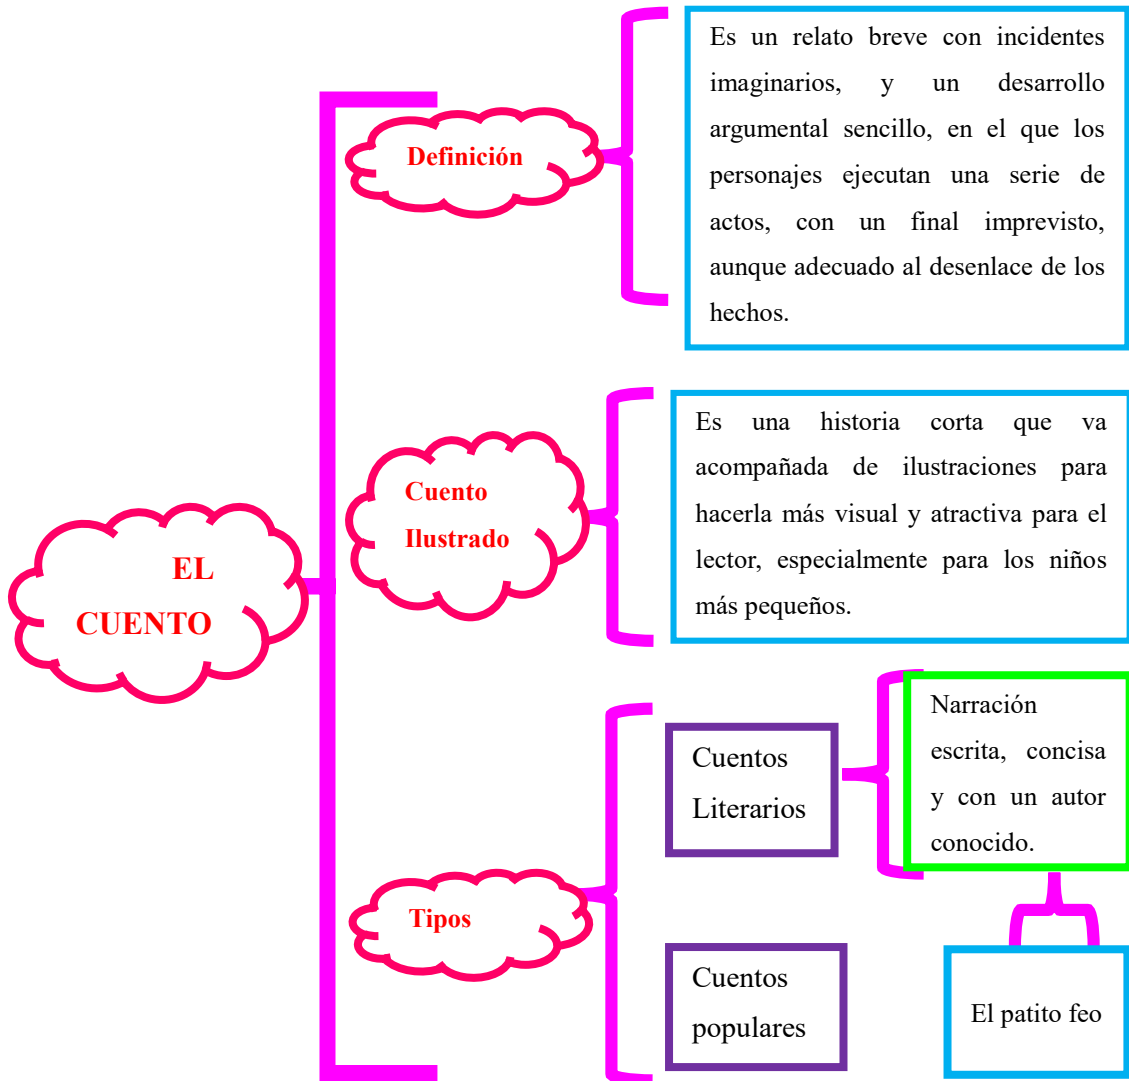 EL
CUENTO
Definición
Es un relato breve con incidentes
imaginarios, y un desarrollo
argumental sencillo, en el que los
personajes ejecutan una serie de
actos, con un final imprevisto,
aunque adecuado al desenlace de los
hechos.
Cuento
Ilustrado
Es una historia corta que va
acompañada de ilustraciones para
hacerla más visual y atractiva para el
lector, especialmente para los niños
más pequeños.
Tipos
Cuentos
Literarios
Narración
escrita, concisa
y con un autor
conocido.
El patito feo
Cuentos
populares